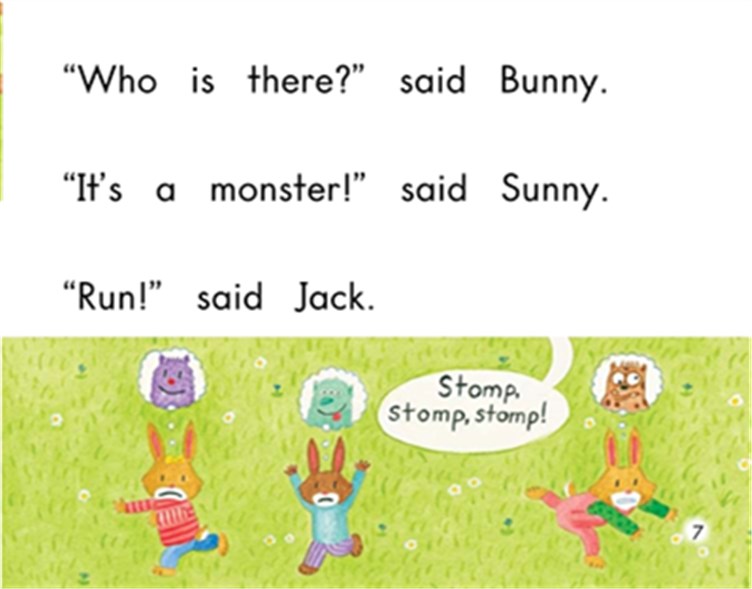 “Who is there?” said Bunny.
“It’s a monster!” said Sunny.
“Run!” said Jack.
Stomp,
stomp, stomp!
7